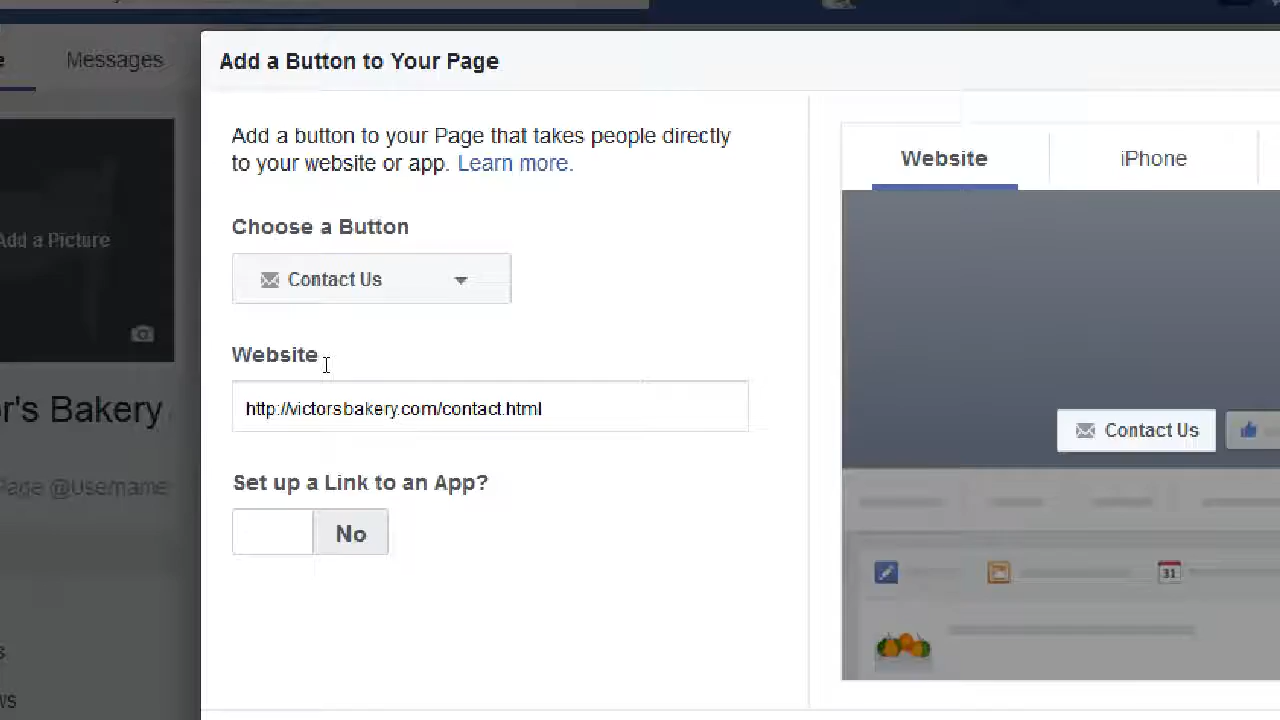 Messages
Add a Button to Your Page
Add a button to your Page that takes people directly
to your website or app. Learn more.
Website
iPhone
Choose a Button
Add a Picture
Contact Us
Website
r's Bakery
http://victorsbakery.com/contact.html
Contact Us
Set up a Link to an App?
Page @Username
No
31